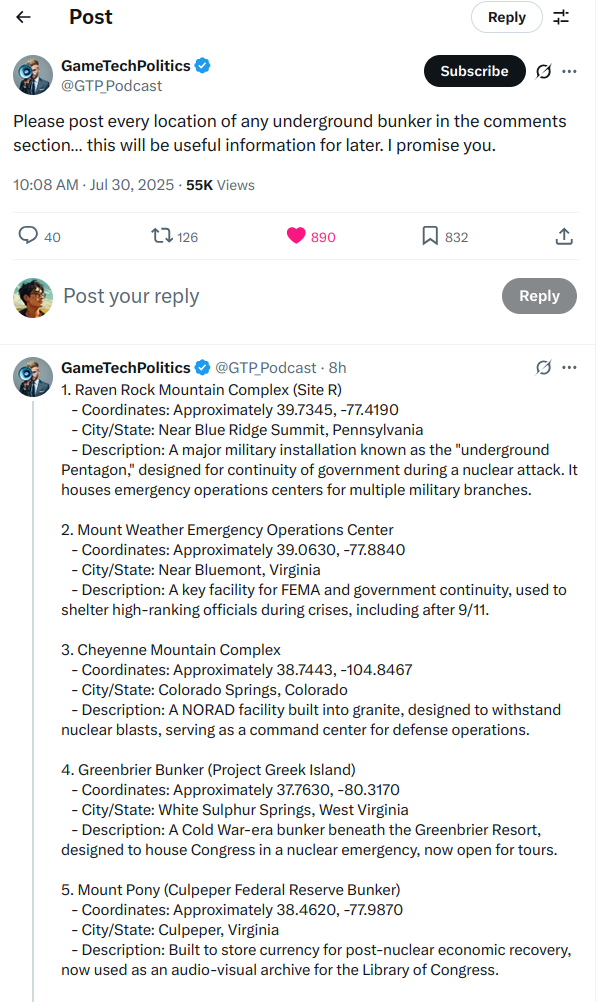 Post
Reply
GameTechPolitics
@GTP_Podcast
Subscribe
Please post every location of any underground bunker in the comments
section... this will be useful information for later. I promise you.
10:08 AM · Jul 30, 2025 · 55K Views
40
126
890
832
Post your reply
Reply
GameTechPolitics @GTP_Podcast · 8h
1. Raven Rock Mountain Complex (Site R)
- Coordinates: Approximately 39.7345, -77.4190
- City/State: Near Blue Ridge Summit, Pennsylvania
- Description: A major military installation known as the "underground
Pentagon," designed for continuity of government during a nuclear attack. It
houses emergency operations centers for multiple military branches.
2. Mount Weather Emergency Operations Center
- Coordinates: Approximately 39.0630, -77.8840
- City/State: Near Bluemont, Virginia
- Description: A key facility for FEMA and government continuity, used to
shelter high-ranking officials during crises, including after 9/11.
3. Cheyenne Mountain Complex
- Coordinates: Approximately 38.7443, -104.8467
- City/State: Colorado Springs, Colorado
- Description: A NORAD facility built into granite, designed to withstand
nuclear blasts, serving as a command center for defense operations.
4. Greenbrier Bunker (Project Greek Island)
- Coordinates: Approximately 37.7630, -80.3170
- City/State: White Sulphur Springs, West Virginia
- Description: A Cold War-era bunker beneath the Greenbrier Resort,
designed to house Congress in a nuclear emergency, now open for tours.
5. Mount Pony (Culpeper Federal Reserve Bunker)
- Coordinates: Approximately 38.4620, -77.9870
- City/State: Culpeper, Virginia
- Description: Built to store currency for post-nuclear economic recovery,
now used as an audio-visual archive for the Library of Congress.